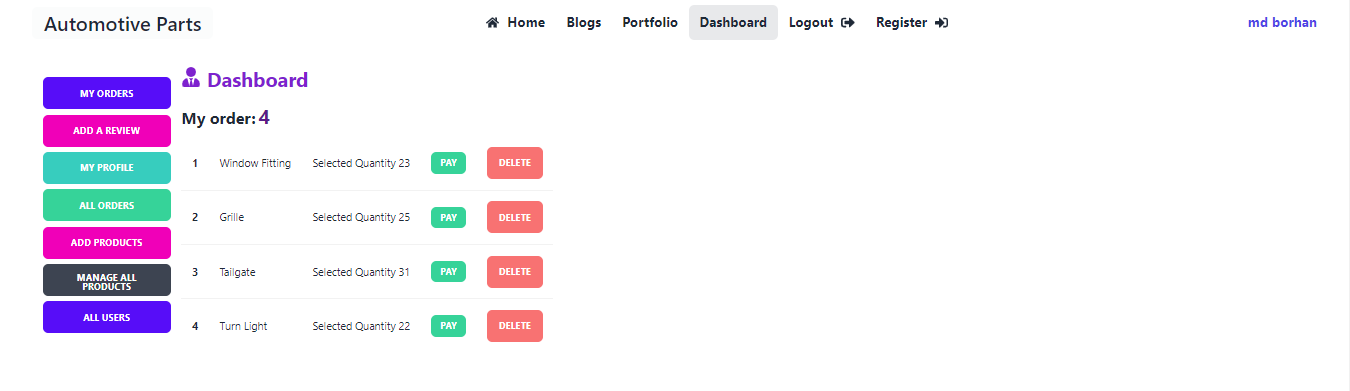 Automotive Parts
Home Blogs Portfolio Dashboard Logout Register
md borhan
MY ORDERS
ADD A REVIEW
MY PROFILE
ALL ORDERS
ADD PRODUCTS
MANAGE ALL
PRODUCTS
ALL USERS
Dashboard
My order: 4
1 Window Fitting Selected Quantity 23 PAY DELETE
2 Grille Selected Quantity 25 PAY DELETE
3 Tailgate Selected Quantity 31 PAY DELETE
4 Turn Light Selected Quantity 22 PAY DELETE